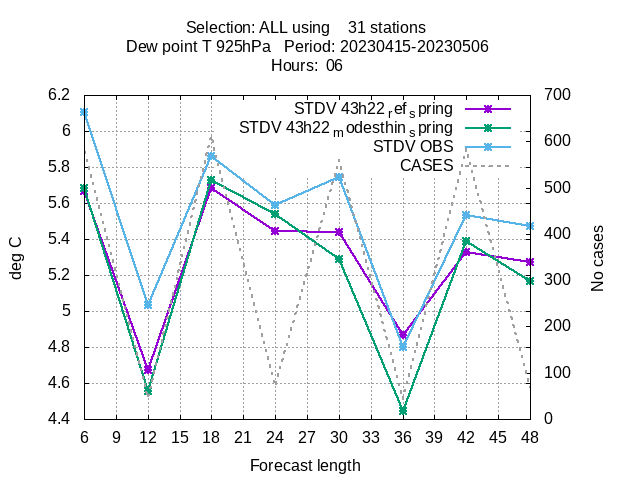 Selection: ALL using    31 stations
Dew point T 925hPa   Period: 20230415-20230506
Hours:  06
STDV 43h22_ref_spring
STDV 43h22_modesthin_spring
STDV OBS
CASES
6.2
6
5.8
5.6
5.4
5.2
5
4.8
4.6
4.4
700
600
500
400
300
200
100
0
deg C
No cases
6 9 12 15 18 21 24 27 30 33 36 39 42 45 48
Forecast length